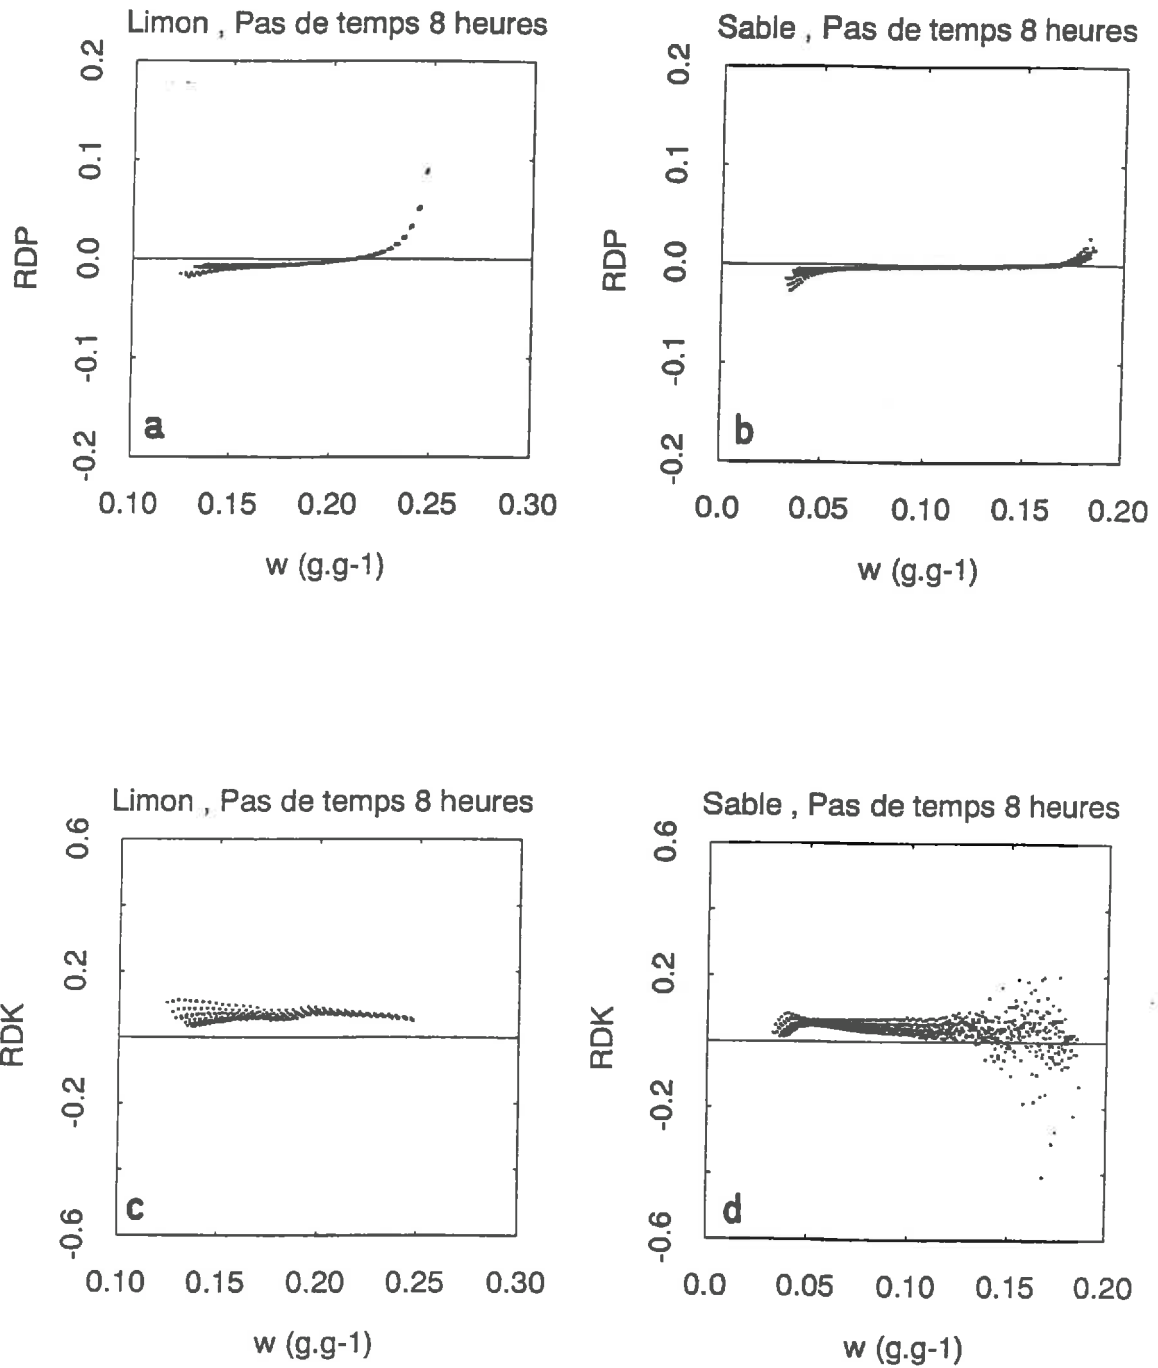 Limon , Pas de temps 8 heures
0.2
0.1
0.0
-0.1
-0.2
RDP
a
0.10 0.15 0.20 0.25 0.30
w (g.g-1)
Sable , Pas de temps 8 heures
0.2
0.1
0.0
-0.1
-0.2
RDP
b
0.0 0.05 0.10 0.15 0.20
w (g.g-1)
Limon , Pas de temps 8 heures
0.6
0.2
-0.2
-0.6
RDK
c
0.10 0.15 0.20 0.25 0.30
w (g.g-1)
Sable , Pas de temps 8 heures
0.6
0.2
-0.2
-0.6
RDK
d
0.0 0.05 0.10 0.15 0.20
w (g.g-1)